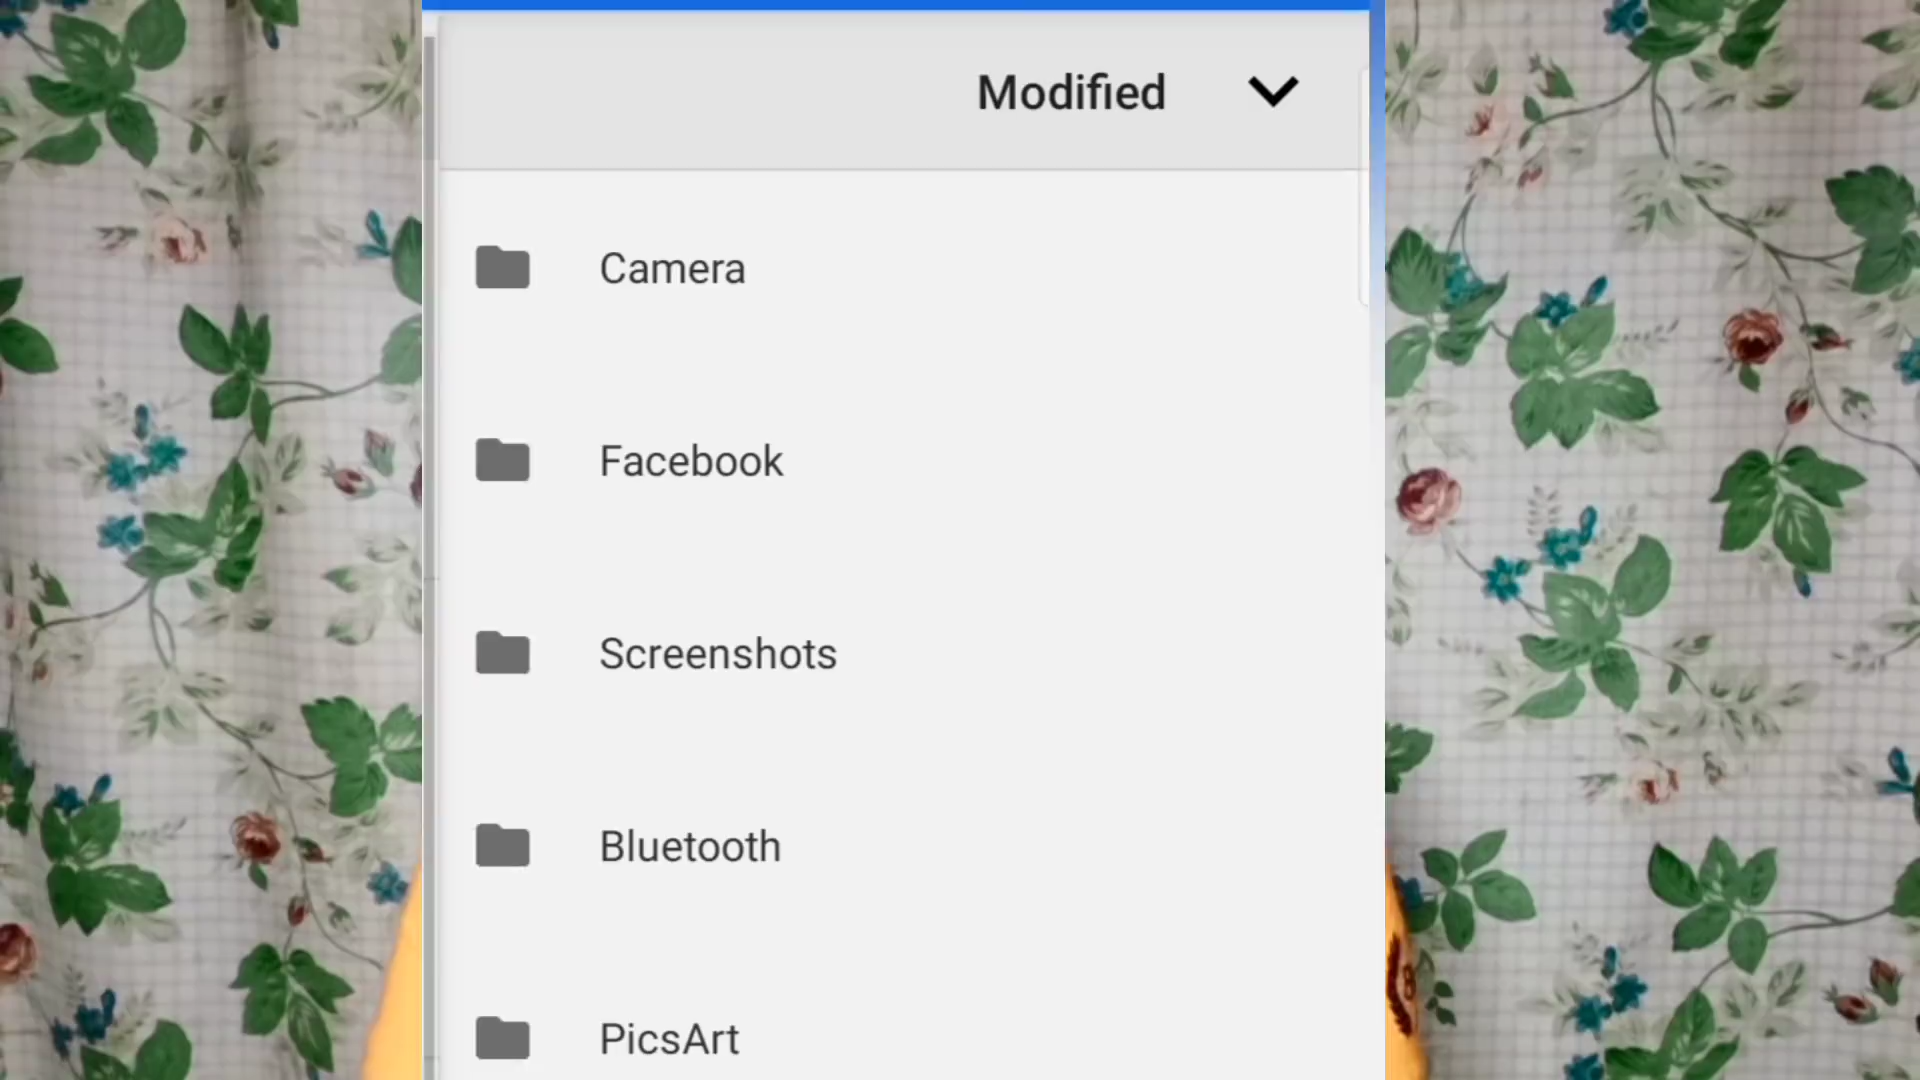 Modified
Camera
Facebook
Screenshots
Bluetooth
PicsArt